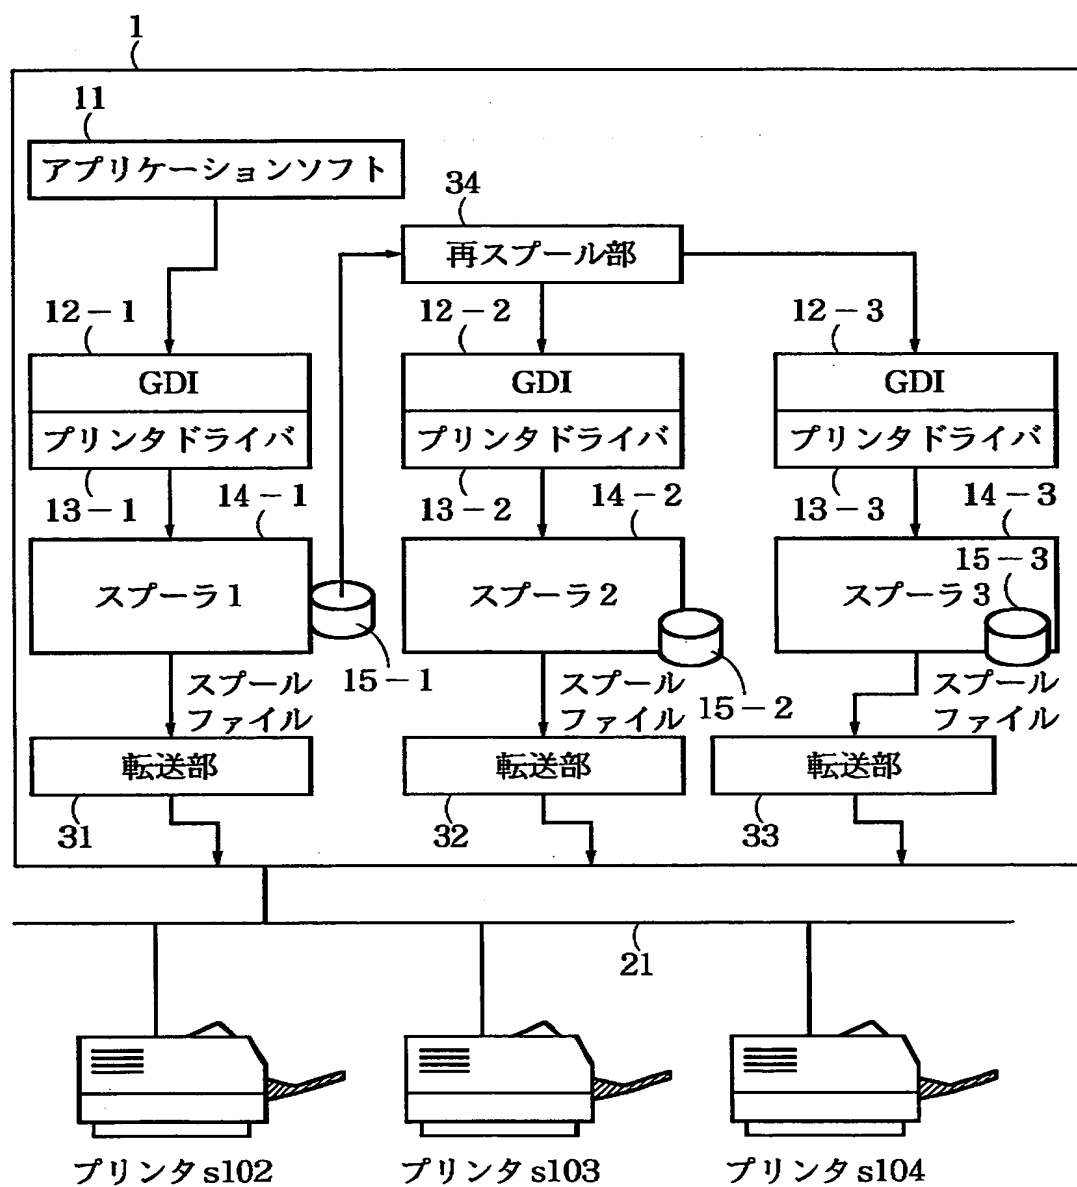 1
11
アプリケーションソフト
34
再スプール部
12-1
12-2
12-3
GDI
GDI
GDI
プリンタドライバ
プリンタドライバ
プリンタドライバ
13-1
14-1
13-2
14-2
13-3
14-3
スプーラ1
スプーラ2
15-3
スプーラ3
15-1
15-2
スプール
ファイル
スプール
ファイル
スプール
ファイル
転送部
転送部
転送部
31
32
33
21
プリンタs102
プリンタs103
プリンタs104